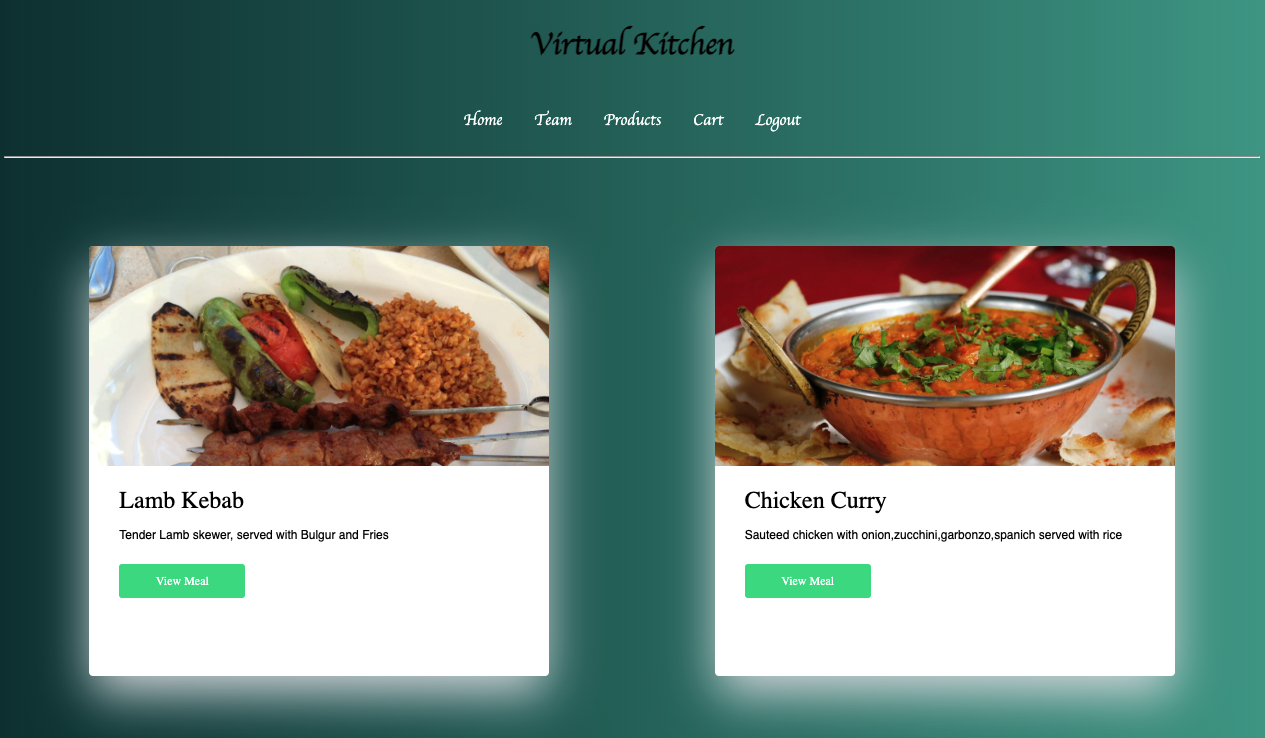 Virtual Kitchen
Home Team Products Cart Logout
Lamb Kebab
Tender Lamb skewer, served with Bulgur and Fries
View Meal
Chicken Curry
Sauteed chicken with onion,zucchini,garbonzo,spanich served with rice
View Meal